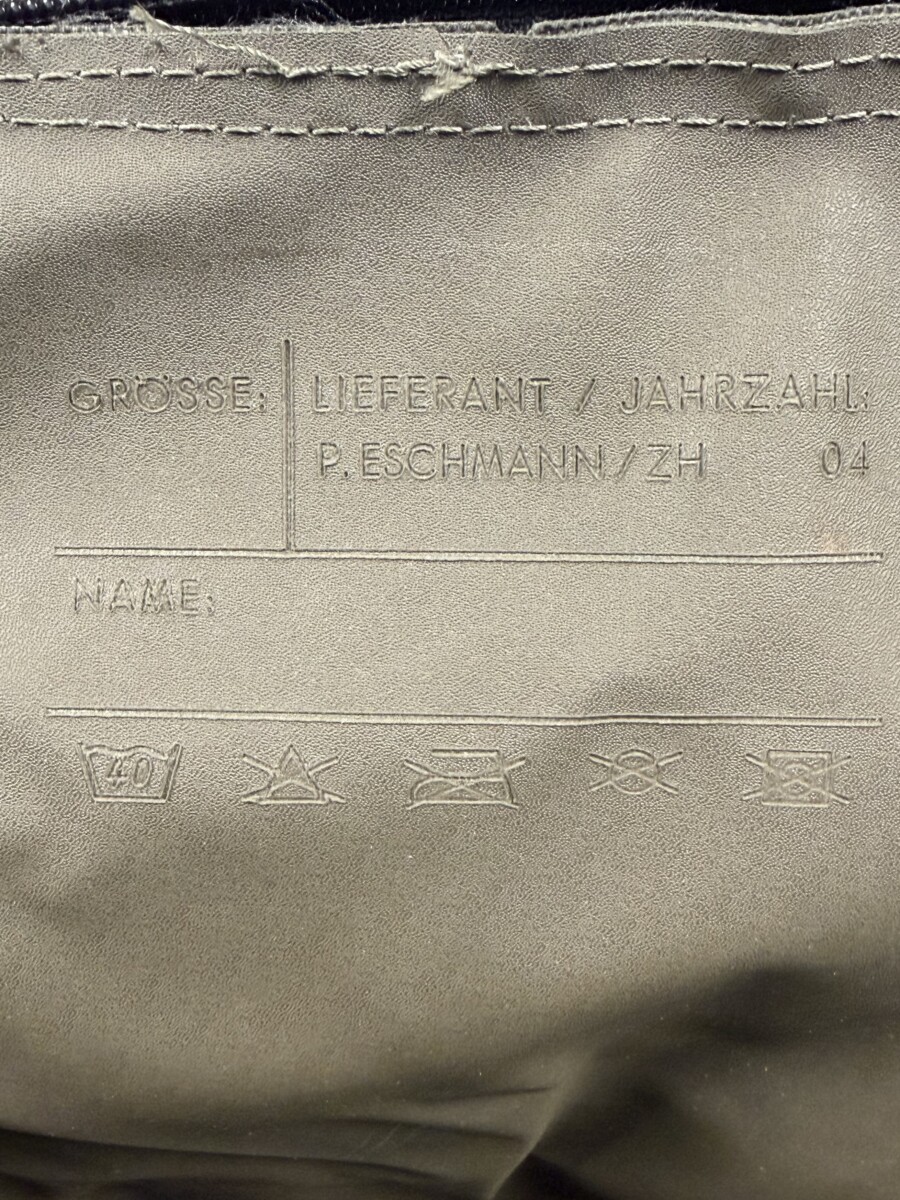 GRÖSSE:
LIEFERANT / JAHRZAHL:
P. ESCHMANN/ZH 04
NAME:
40